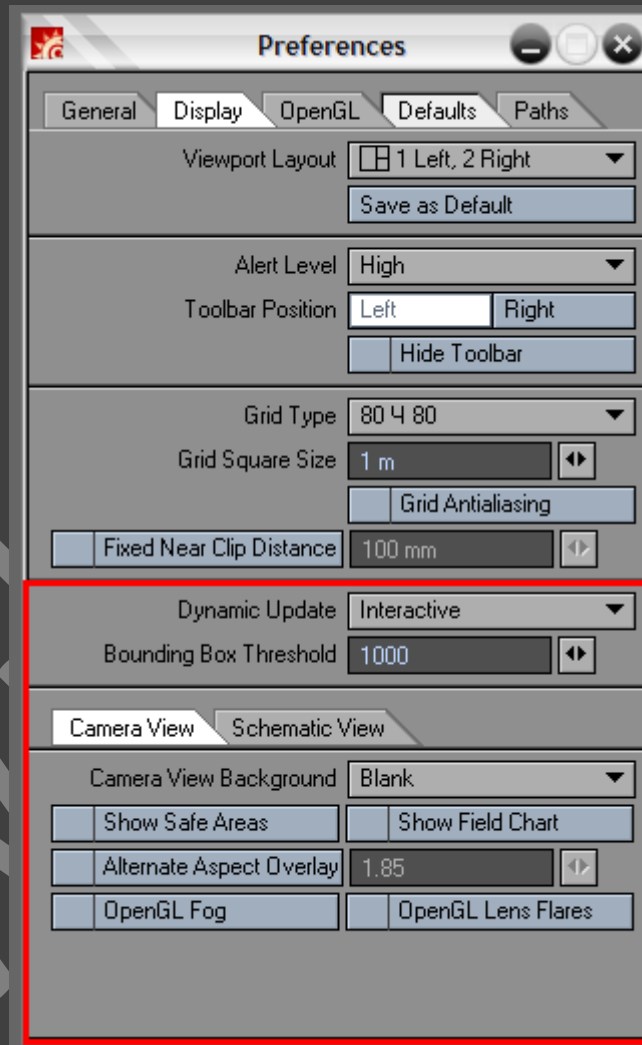 Preferences
General Display OpenGL Defaults Paths
Viewport Layout 1 Left, 2 Right
Save as Default
Alert Level High
Toolbar Position Left Right
Hide Toolbar
Grid Type 80 Ч 80
Grid Square Size 1 m
Grid Antialiasing
Fixed Near Clip Distance 100 mm
Dynamic Update Interactive
Bounding Box Threshold 1000
Camera View Schematic View
Camera View Background Blank
Show Safe Areas Show Field Chart
Alternate Aspect Overlay 1.85
OpenGL Fog OpenGL Lens Flares